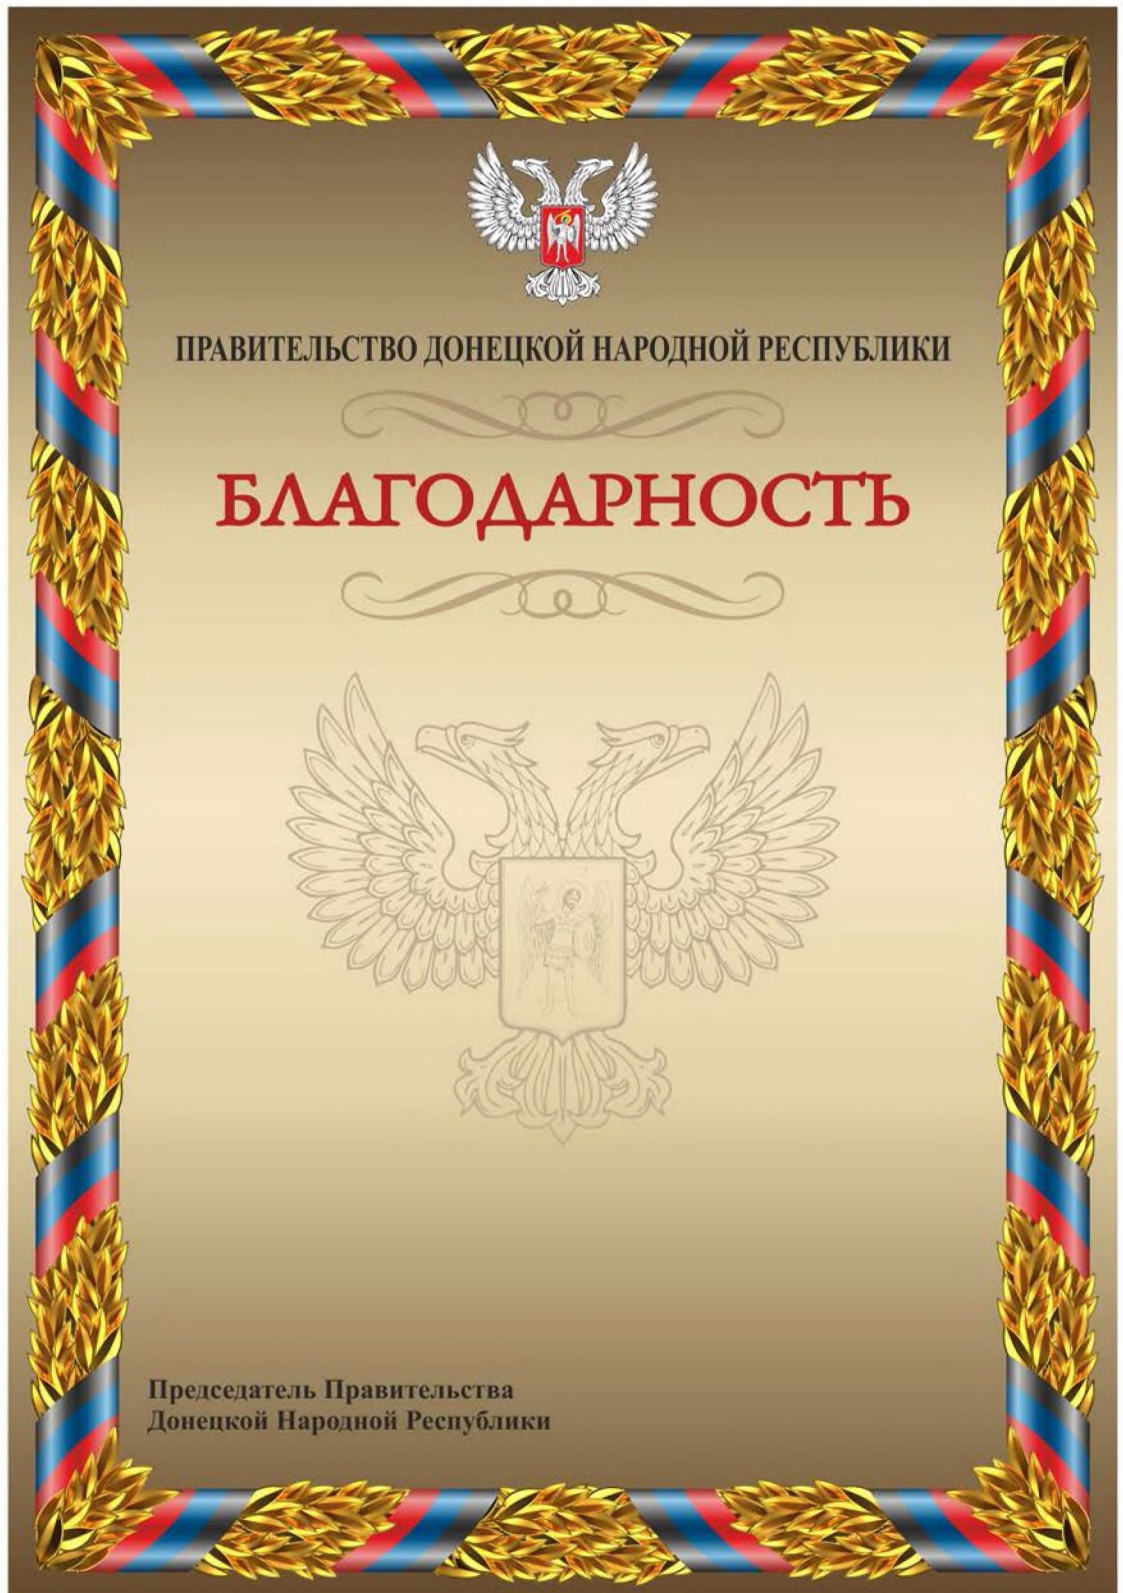 ПРАВИТЕЛЬСТВО ДОНЕЦКОЙ НАРОДНОЙ РЕСПУБЛИКИ
БЛАГОДАРНОСТЬ
Председатель Правительства
Донецкой Народной Республики